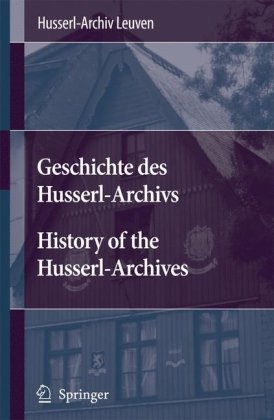 Husserl-Archiv Leuven
Geschichte des
Husserl-Archivs
History of the
Husserl-Archives
Springer